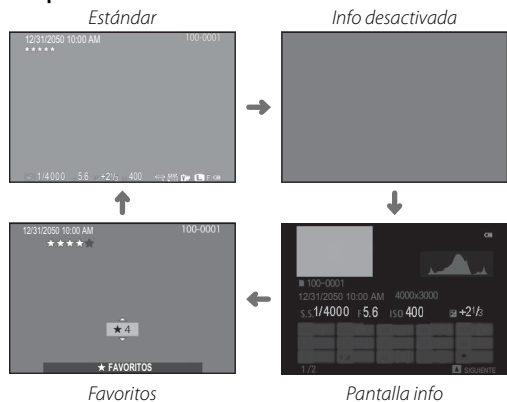 Estándar
Info desactivada
12/31/2050 10:00 AM 100-0001
★★★★★
1/4000 5.6 +2 1/3 400 L F
12/31/2050 10:00 AM 100-0001
★★★★★
★ 4
★ FAVORITOS
100-0001
12/31/2050 10:00 AM 4000x3000
S.S. 1/4000 F 5.6 ISO 400 +2 1/3
1/2 SIGUIENTE
Favoritos
Pantalla info